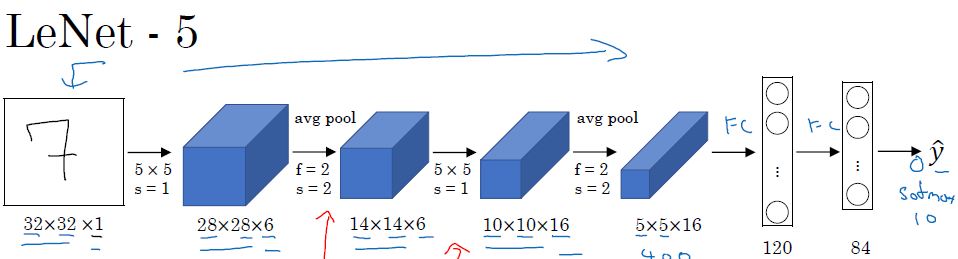 LeNet - 5
7
32×32×1
5 × 5
s = 1
28×28×6
avg pool
f = 2
s = 2
14×14×6
5 × 5
s = 1
10×10×16
avg pool
f = 2
s = 2
5×5×16
400
FC
⋮
120
FC
⋮
84
ŷ
Softmax
10